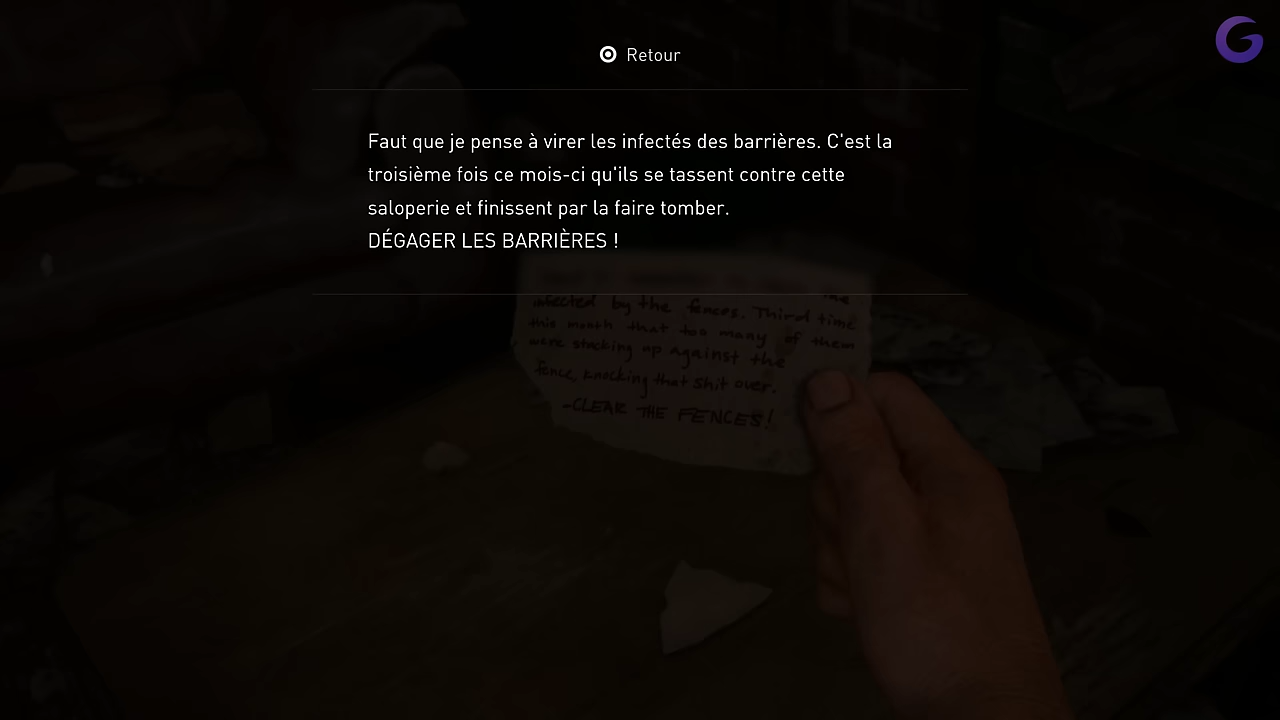 Retour
Faut que je pense à virer les infectés des barrières. C'est la
troisième fois ce mois-ci qu'ils se tassent contre cette
saloperie et finissent par la faire tomber.
DÉGAGER LES BARRIÈRES !
the
infected by the fences. Third time
this month that too many of them
were stacking up against the
fence, knocking that shit over.
-CLEAR THE FENCES!